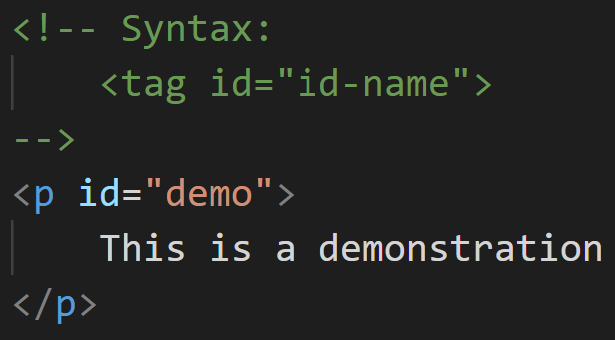 <!-- Syntax:
    <tag id="id-name">
-->
<p id="demo">
    This is a demonstration
</p>